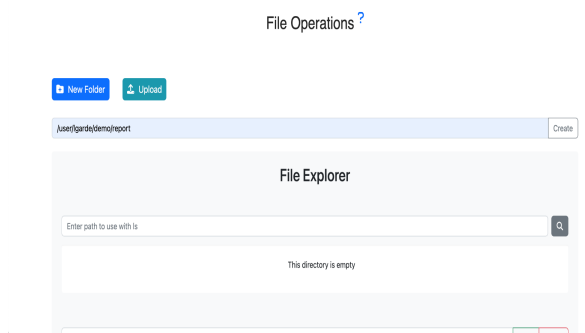 File Operations ?
New Folder
Upload
/user/lgarde/demo/report
Create
File Explorer
Enter path to use with ls
This directory is empty